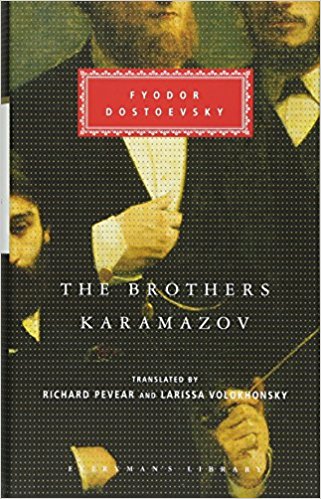 FYODOR
DOSTOEVSKY
THE BROTHERS
KARAMAZOV
TRANSLATED BY
RICHARD PEVEAR AND LARISSA VOLOKHONSKY
EVERYMAN'S LIBRARY